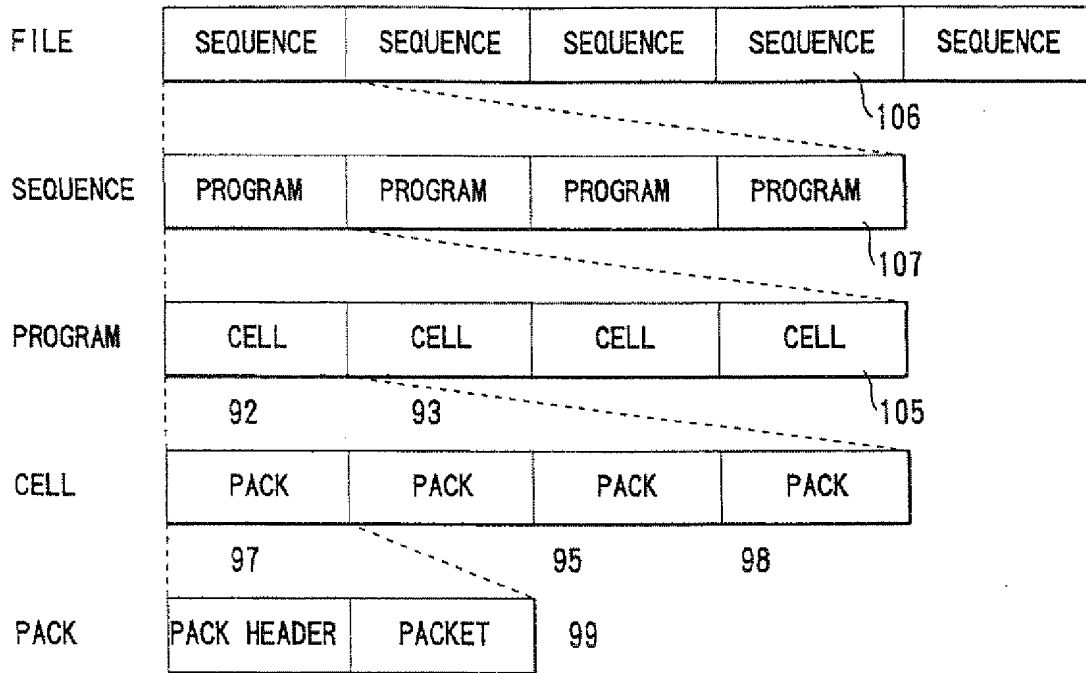 FILE SEQUENCE SEQUENCE SEQUENCE SEQUENCE SEQUENCE
106
SEQUENCE PROGRAM PROGRAM PROGRAM PROGRAM
107
PROGRAM CELL CELL CELL CELL
92 93 105
CELL PACK PACK PACK PACK
97 95 98
PACK PACK HEADER PACKET 99